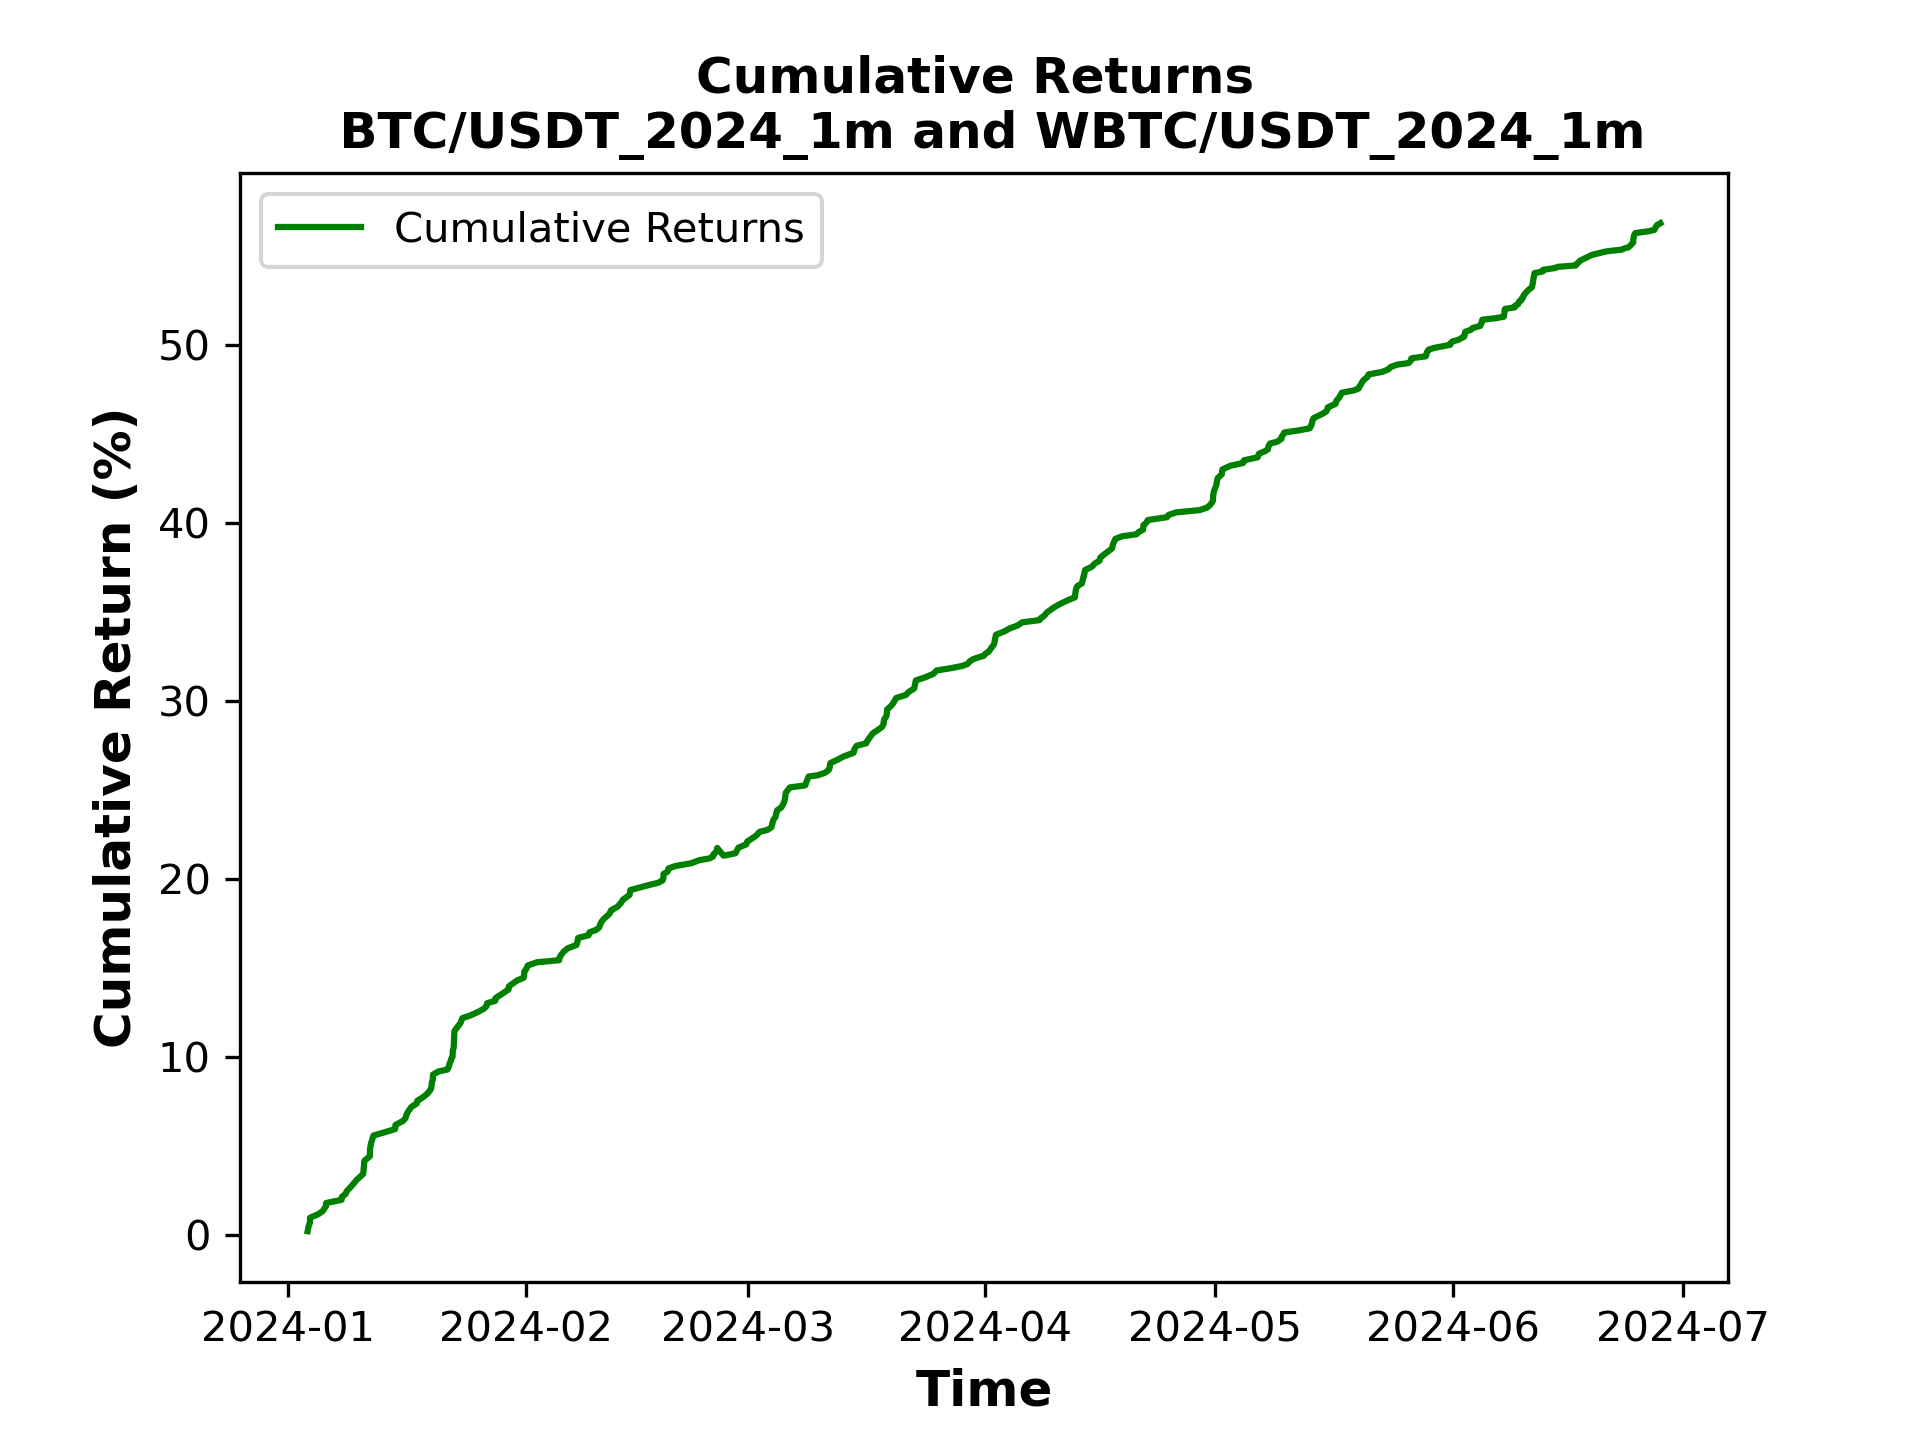 Cumulative Returns
BTC/USDT_2024_1m and WBTC/USDT_2024_1m
Cumulative Returns
Cumulative Return (%)
50
40
30
20
10
0
2024-01 2024-02 2024-03 2024-04 2024-05 2024-06 2024-07
Time